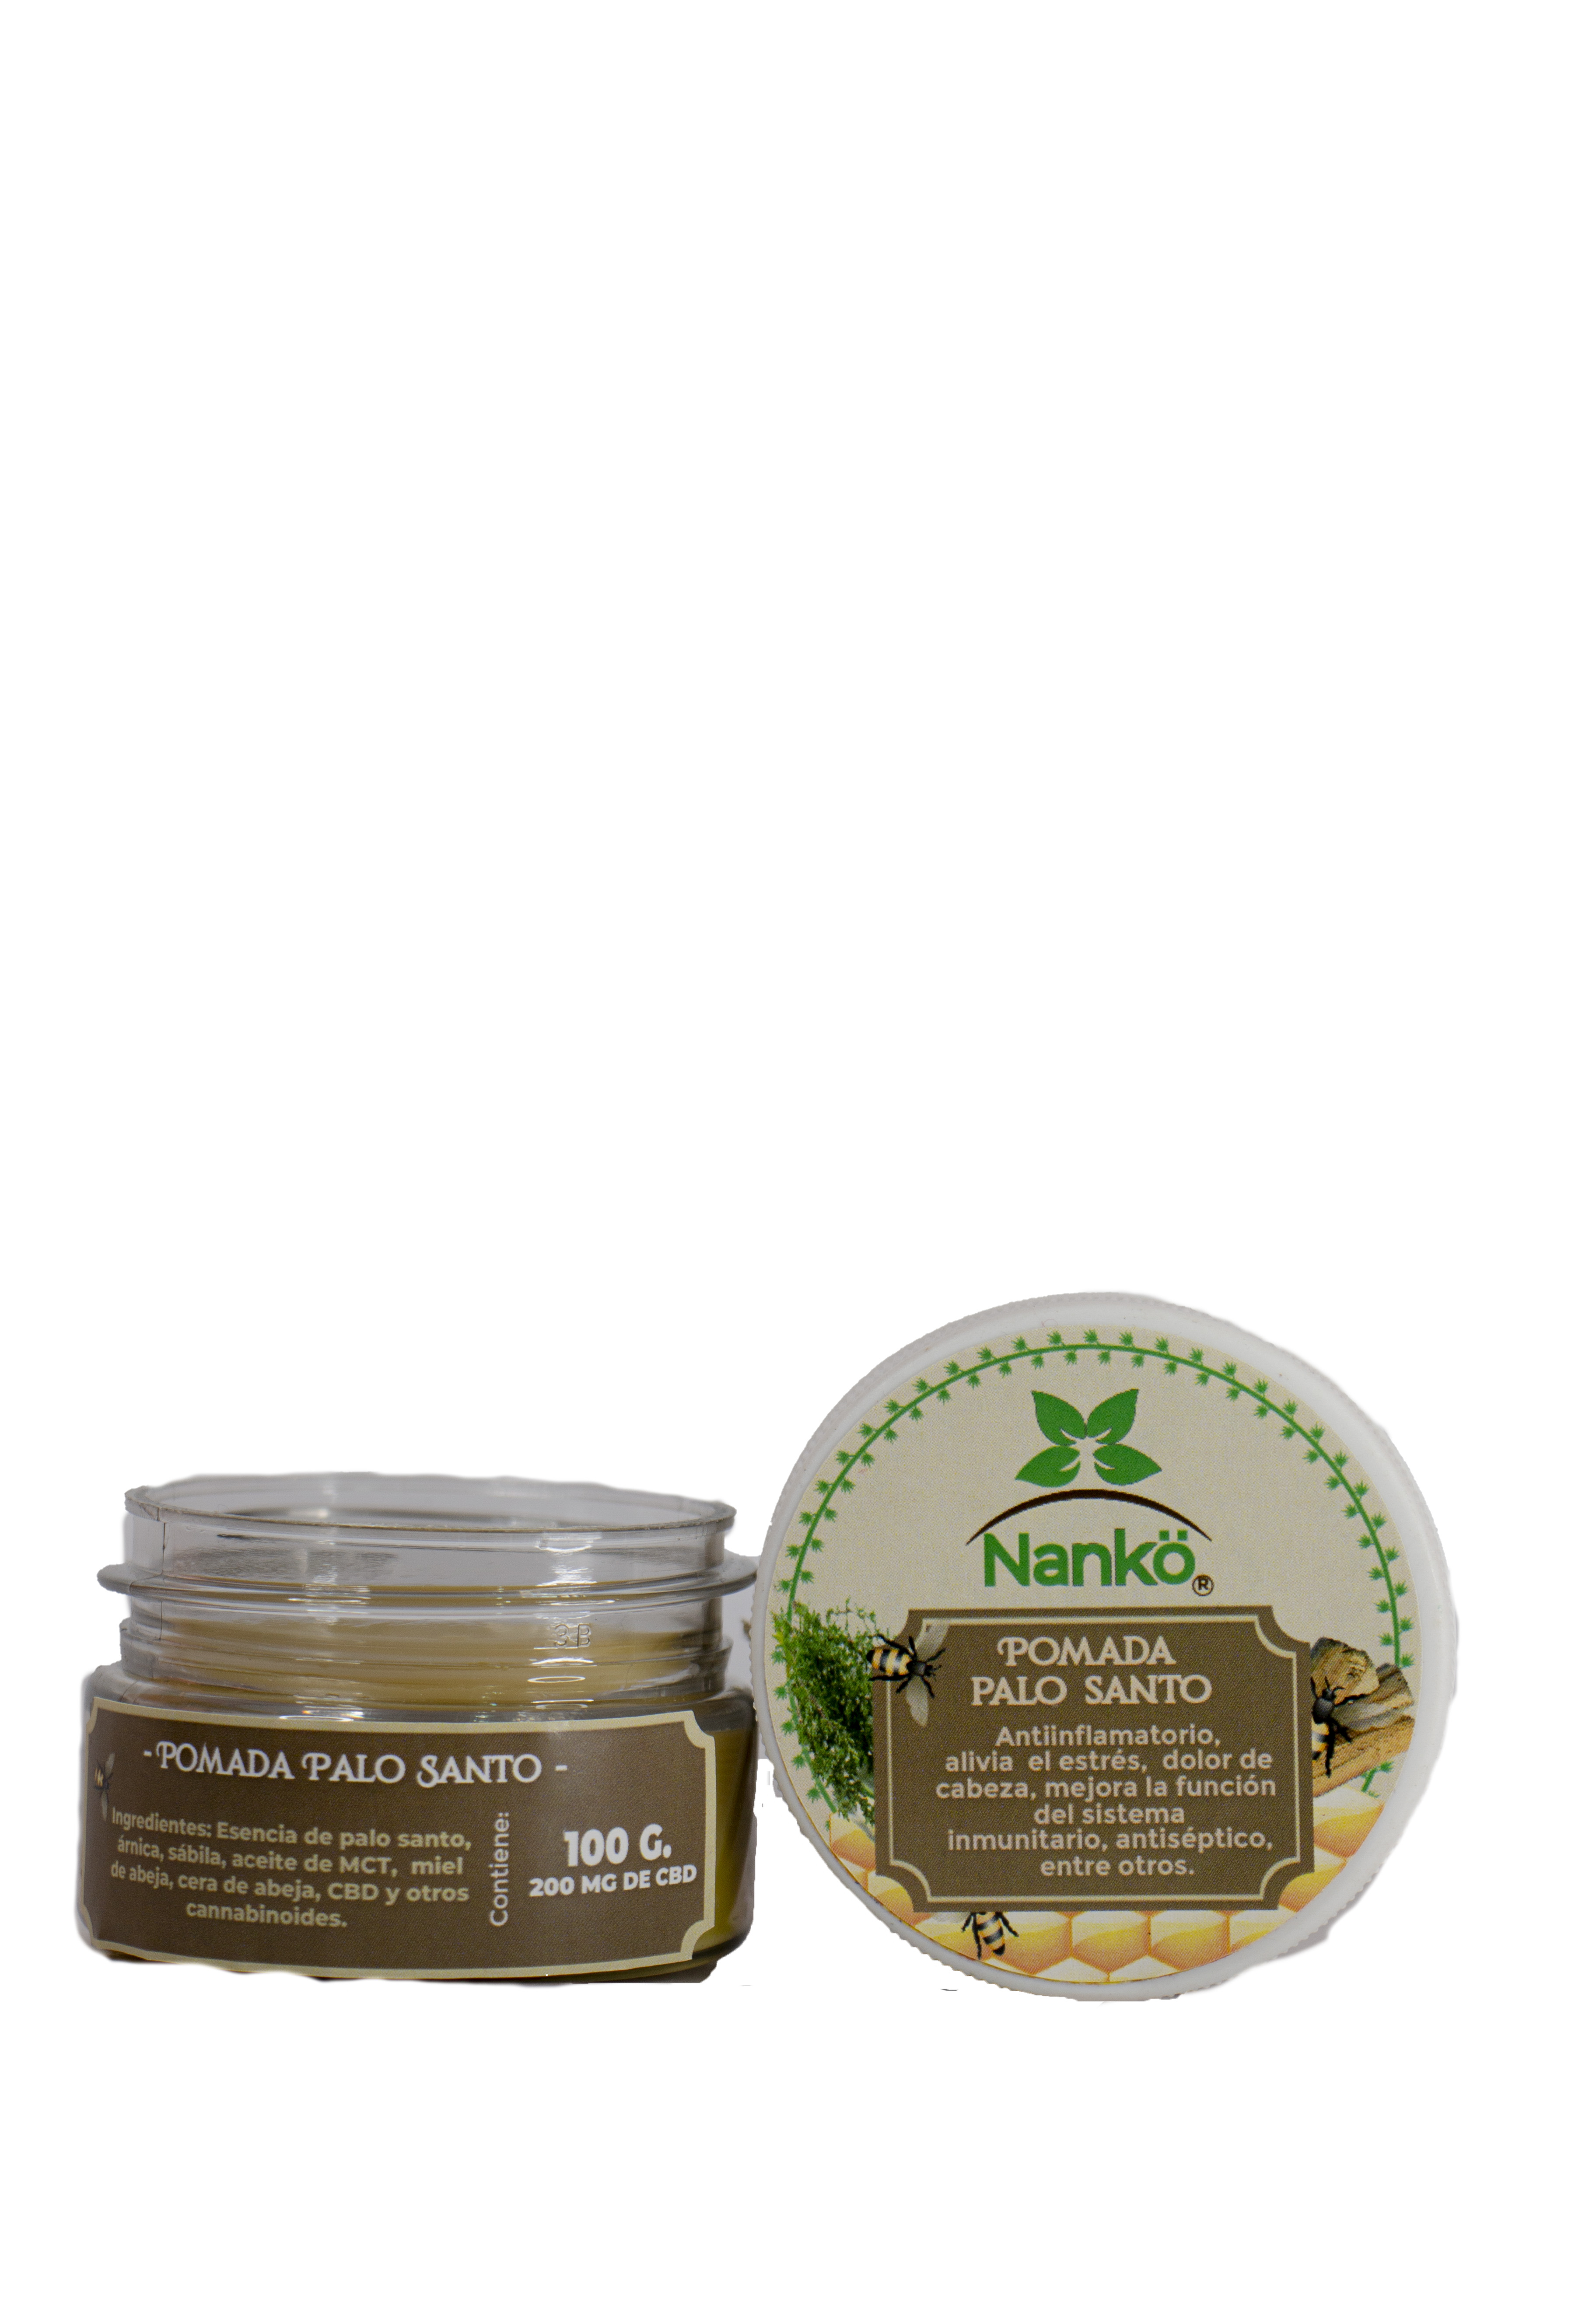 3B
-POMADA PALO SANTO-
Ingredientes: Esencia de palo santo,
árnica, sábila, aceite de MCT, miel
de abeja, cera de abeja, CBD y otros
cannabinoides.
Contiene:
100 G.
200 MG DE CBD
Nankö®
POMADA
PALO SANTO
Antiinflamatorio,
alivia el estrés, dolor de
cabeza, mejora la función
del sistema
inmunitario, antiséptico,
entre otros.